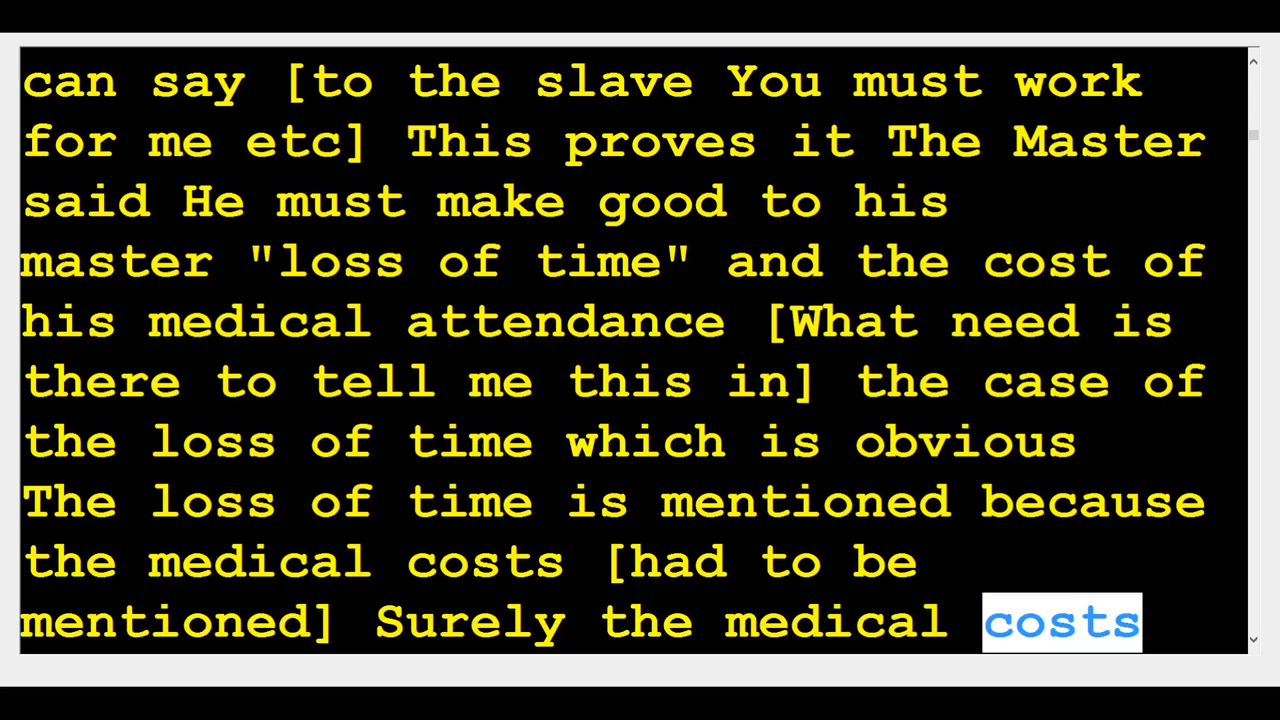 can say [to the slave You must work
for me etc] This proves it The Master
said He must make good to his
master "loss of time" and the cost of
his medical attendance [What need is
there to tell me this in] the case of
the loss of time which is obvious
The loss of time is mentioned because
the medical costs [had to be
mentioned] Surely the medical costs